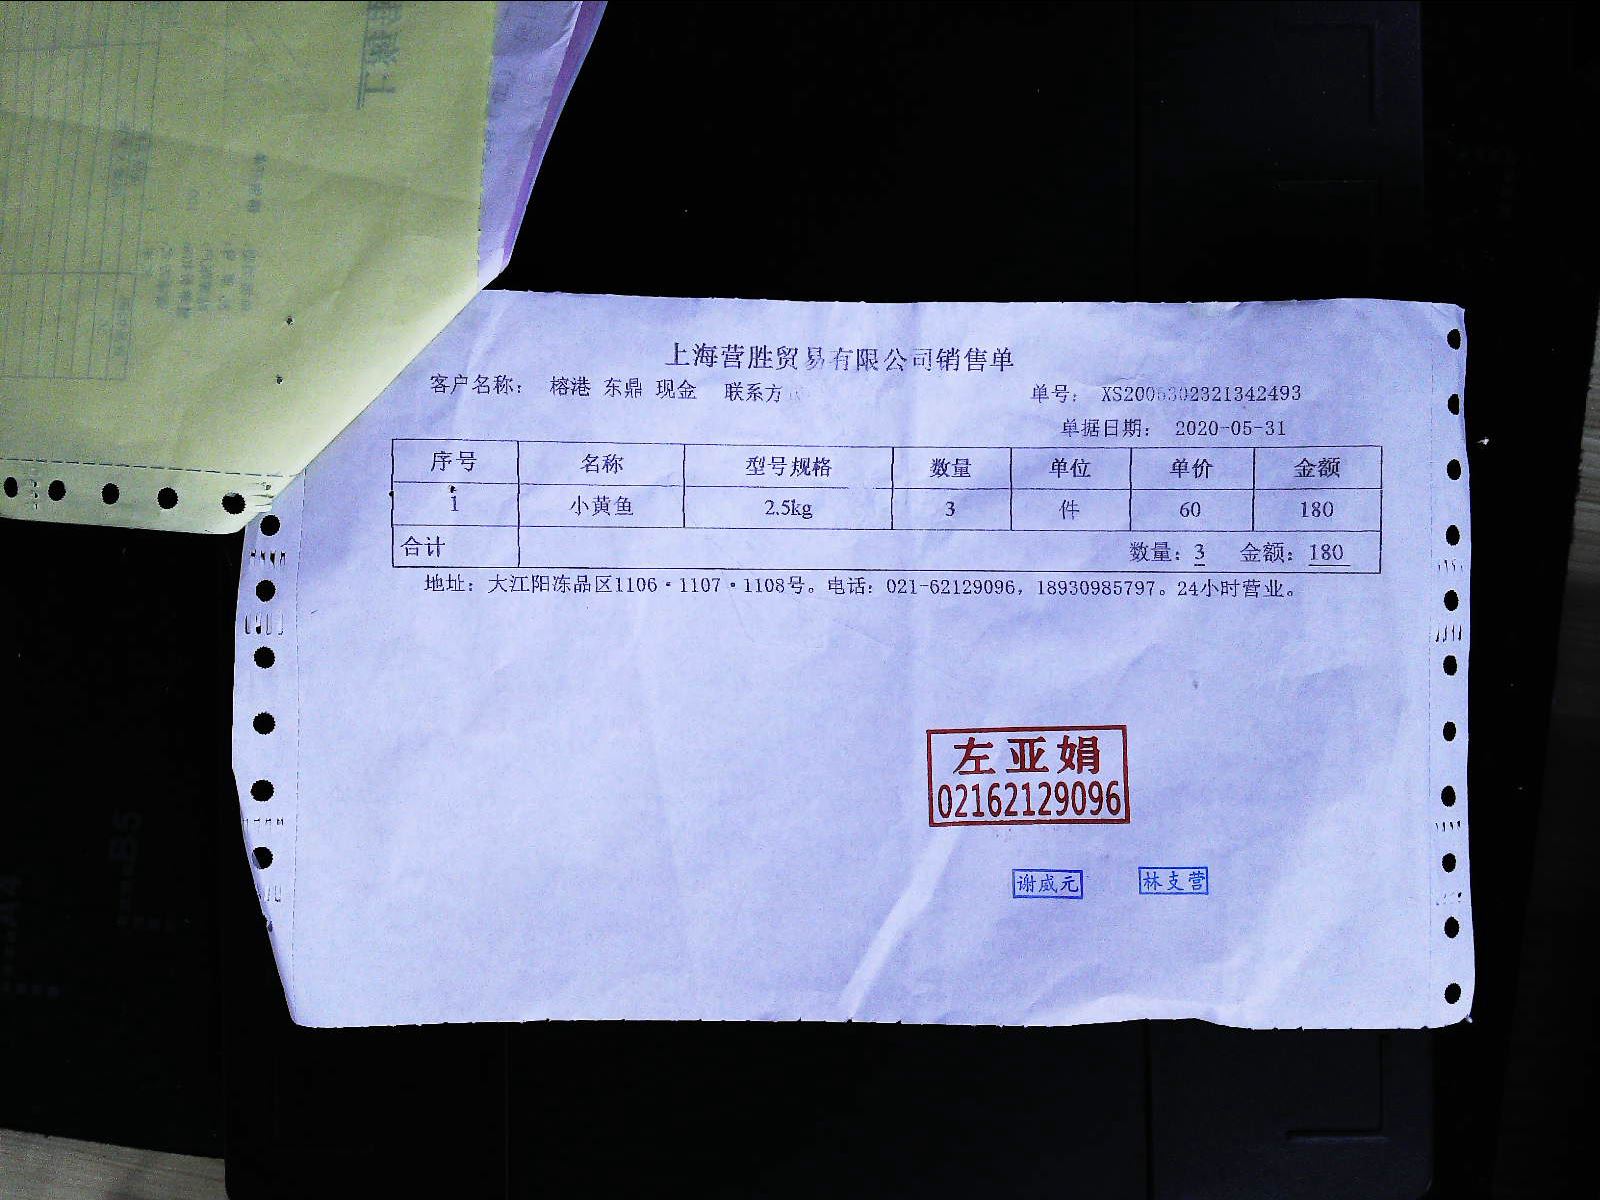 上海营胜贸易有限公司销售单
客户名称： 榕港 东鼎 现金 联系方 单号：
单据日期： 2020-05-31
序号 名称 型号规格 数量 单位 单价 金额
1 小黄鱼 2.5kg 3 件 60 180
合计 数量：3 金额：180
地址：大江阳冻品区1106·1107·1108号。电话：021-62129096，18930985797。24小时营业。
左亚娟
02162129096
谢威元 林支营
B5
A4